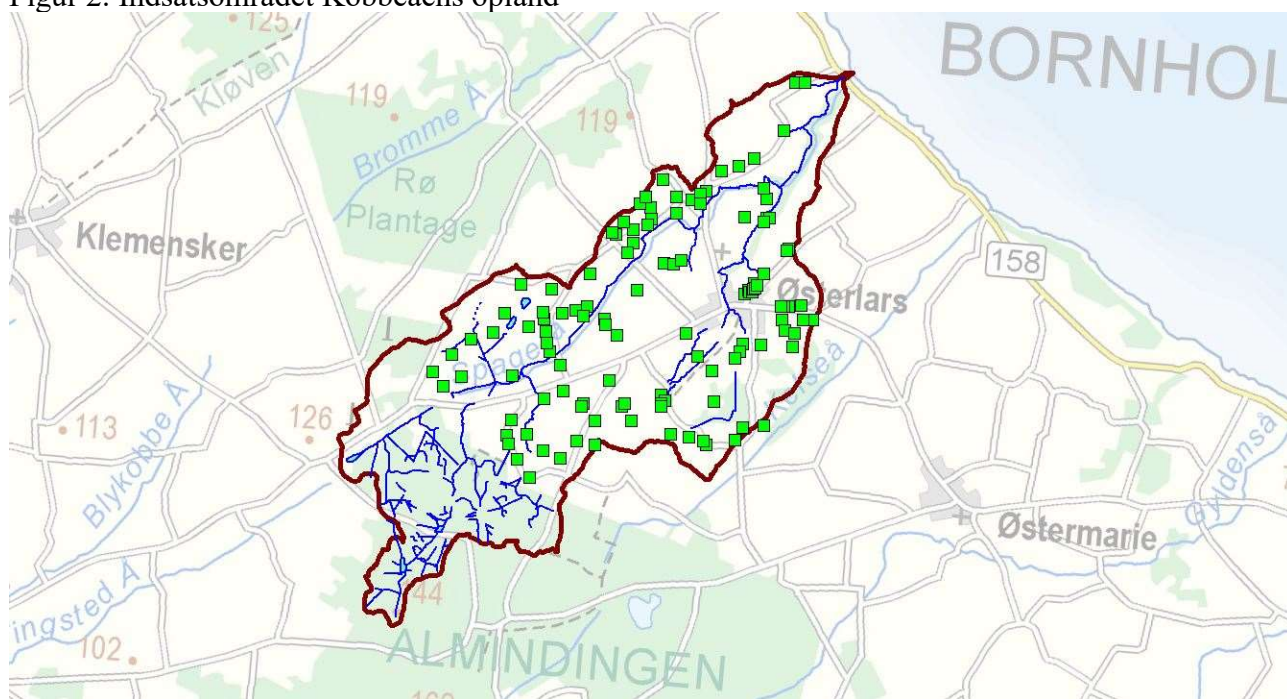 Figur 2: Indsatsområdet Kobbeåens opland
125
BORNHOL
Kløven
119
119
Bromme Å
Rø
Plantage
Klemensker
158
Østerlars
126
113
Blykobbe Å
Gyldenså
Østermarie
44
ingsted Å
102
ALMINDINGEN